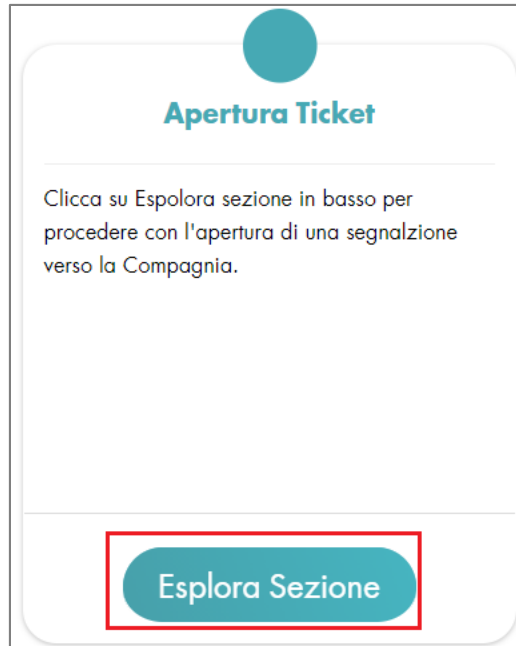 Apertura Ticket
Clicca su Espolora sezione in basso per
procedere con l'apertura di una segnalzione
verso la Compagnia.
Esplora Sezione